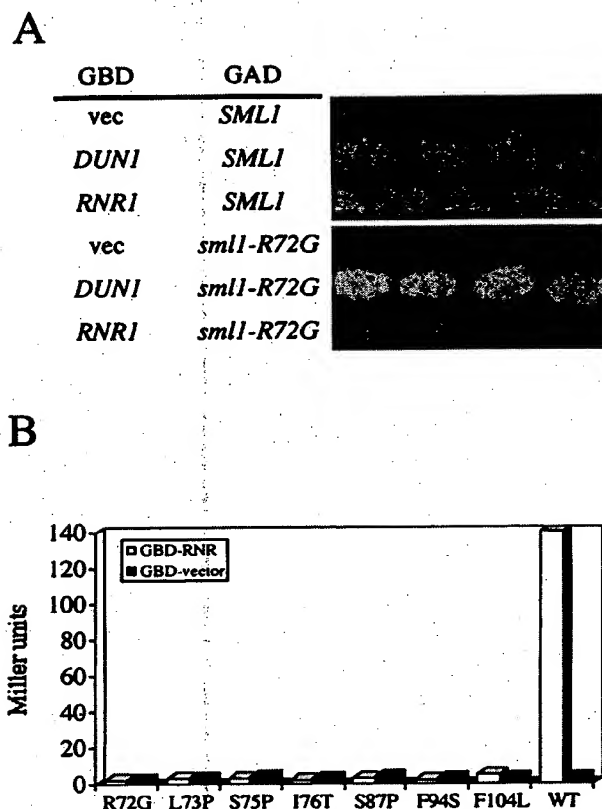 A
GBD GAD
vec SML1
DUN1 SML1
RNR1 SML1
vec sml1-R72G
DUN1 sml1-R72G
RNR1 sml1-R72G
B
Miller units
140
120
100
80
60
40
20
0
GBD-RNR
GBD-vector
R72G L73P S75P I76T S87P F94S F104L WT